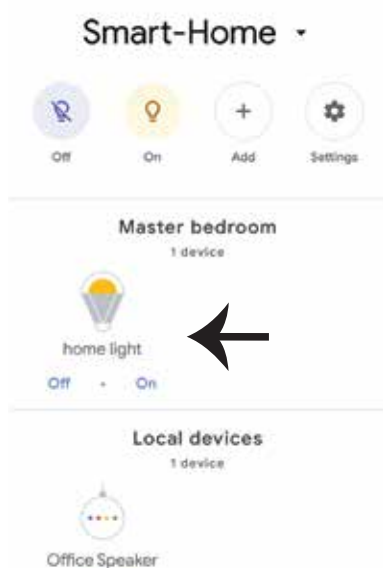 Smart-Home
Off On Add Settings
Master bedroom
1 device
home light
Off · On
Local devices
1 device
Office Speaker